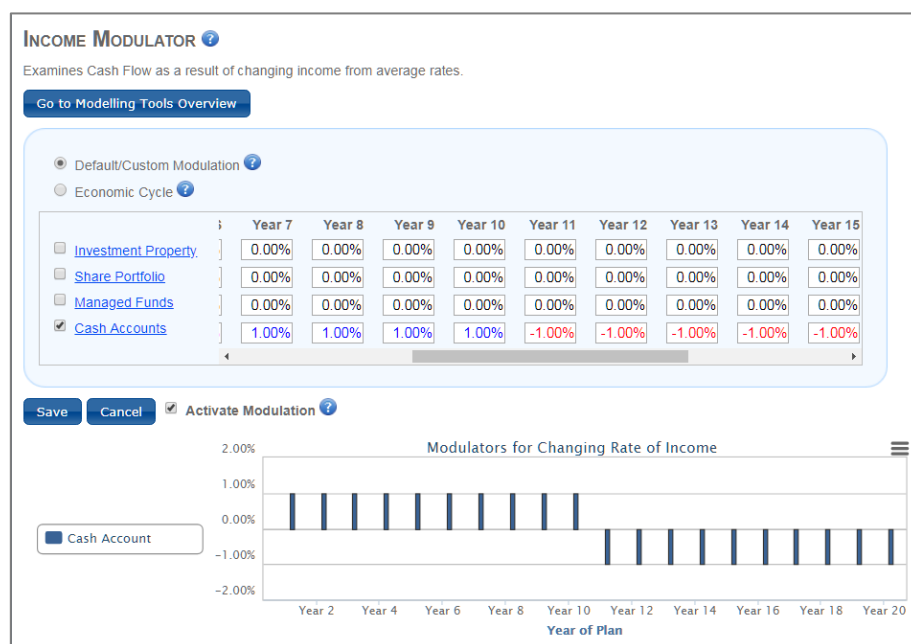 INCOME MODULATOR ?
Examines Cash Flow as a result of changing income from average rates.
Go to Modelling Tools Overview
Default/Custom Modulation ?
Economic Cycle ?
Year 7 Year 8 Year 9 Year 10 Year 11 Year 12 Year 13 Year 14 Year 15
Investment Property 0.00% 0.00% 0.00% 0.00% 0.00% 0.00% 0.00% 0.00% 0.00%
Share Portfolio 0.00% 0.00% 0.00% 0.00% 0.00% 0.00% 0.00% 0.00% 0.00%
Managed Funds 0.00% 0.00% 0.00% 0.00% 0.00% 0.00% 0.00% 0.00% 0.00%
Cash Accounts 1.00% 1.00% 1.00% 1.00% -1.00% -1.00% -1.00% -1.00% -1.00%
Save Cancel Activate Modulation ?
Modulators for Changing Rate of Income
2.00%
1.00%
0.00%
-1.00%
-2.00%
Cash Account
Year 2 Year 4 Year 6 Year 8 Year 10 Year 12 Year 14 Year 16 Year 18 Year 20
Year of Plan